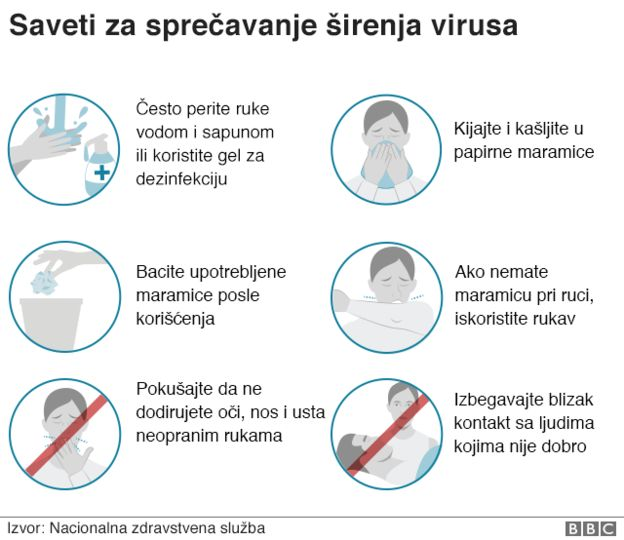 Saveti za sprečavanje širenja virusa
Često perite ruke
vodom i sapunom
ili koristite gel za
dezinfekciju
Kijajte i kašljite u
papirne maramice
Bacite upotrebljene
maramice posle
korišćenja
Ako nemate
maramicu pri ruci,
iskoristite rukav
Pokušajte da ne
dodirujete oči, nos i usta
neopranim rukama
Izbegavajte blizak
kontakt sa ljudima
kojima nije dobro
Izvor: Nacionalna zdravstvena služba
BBC